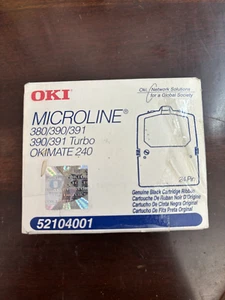 OKI
Oki, Network Solutions
for a Global Society
MICROLINE®
380/390/391
390/391 Turbo
OKIMATE 240
24 Pin
Genuine Black Cartridge Ribbon
Cartouche De Ruban Noir D'Original
Cartucho De Cinta Negra Original
Cartucho De Fita Preta Original
52104001